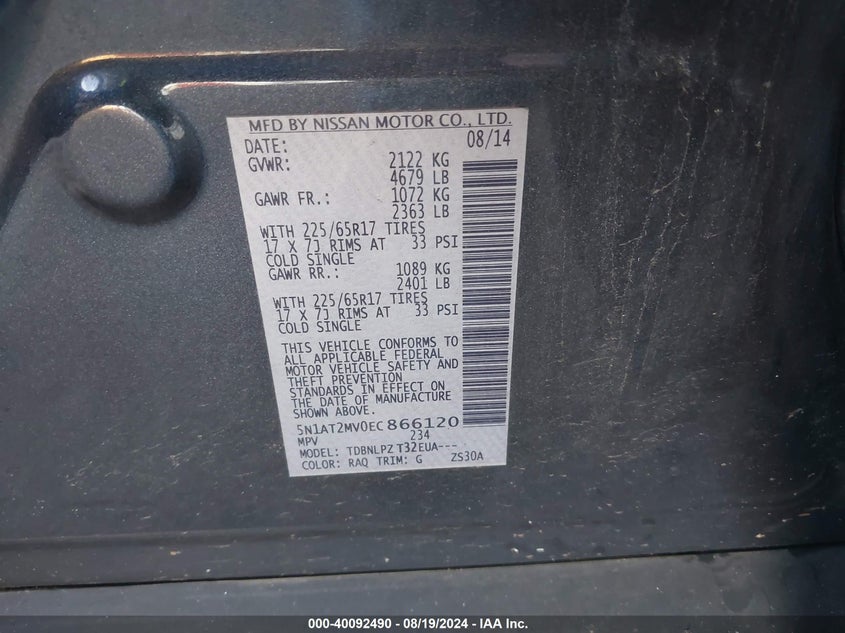 MFD BY NISSAN MOTOR CO., LTD.
DATE: 08/14
GVWR: 2122 KG
4679 LB
GAWR FR.: 1072 KG
2363 LB
WITH 225/65R17 TIRES
17 X 7J RIMS AT 33 PSI
COLD SINGLE
GAWR RR.: 1089 KG
2401 LB
WITH 225/65R17 TIRES
17 X 7J RIMS AT 33 PSI
COLD SINGLE
THIS VEHICLE CONFORMS TO
ALL APPLICABLE FEDERAL
MOTOR VEHICLE SAFETY AND
THEFT PREVENTION
STANDARDS IN EFFECT ON
THE DATE OF MANUFACTURE
SHOWN ABOVE.
5N1AT2MV0EC866120
MPV 234
MODEL: TDBNLPZ T32EUA---
COLOR: RAQ TRIM: G ZS30A
000-40092490 - 08/19/2024 - IAA Inc.